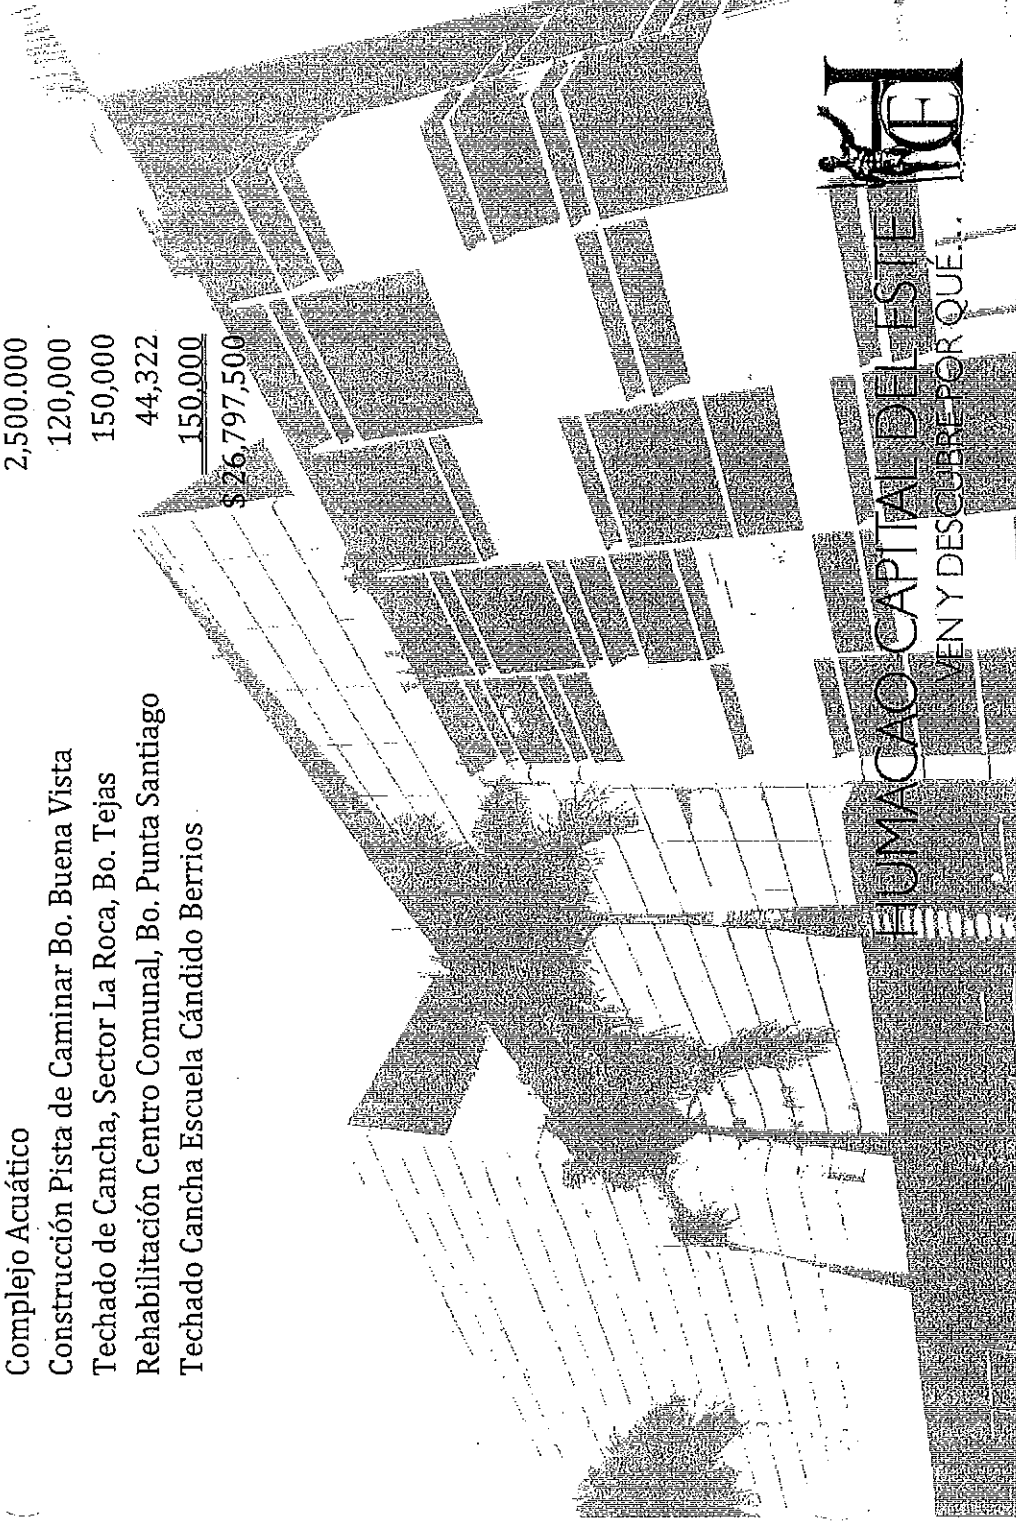 Complejo Acuático 2,500.000
Construcción Pista de Caminar Bo. Buena Vista 120,000
Techado de Cancha, Sector La Roca, Bo. Tejas 150,000
Rehabilitación Centro Comunal, Bo. Punta Santiago 44,322
Techado Cancha Escuela Cándido Berrios 150,000
$ 26,797,500
HUMACAO CAPITAL DEL ESTE
VEN Y DESCUBRE POR QUÉ...
HCE